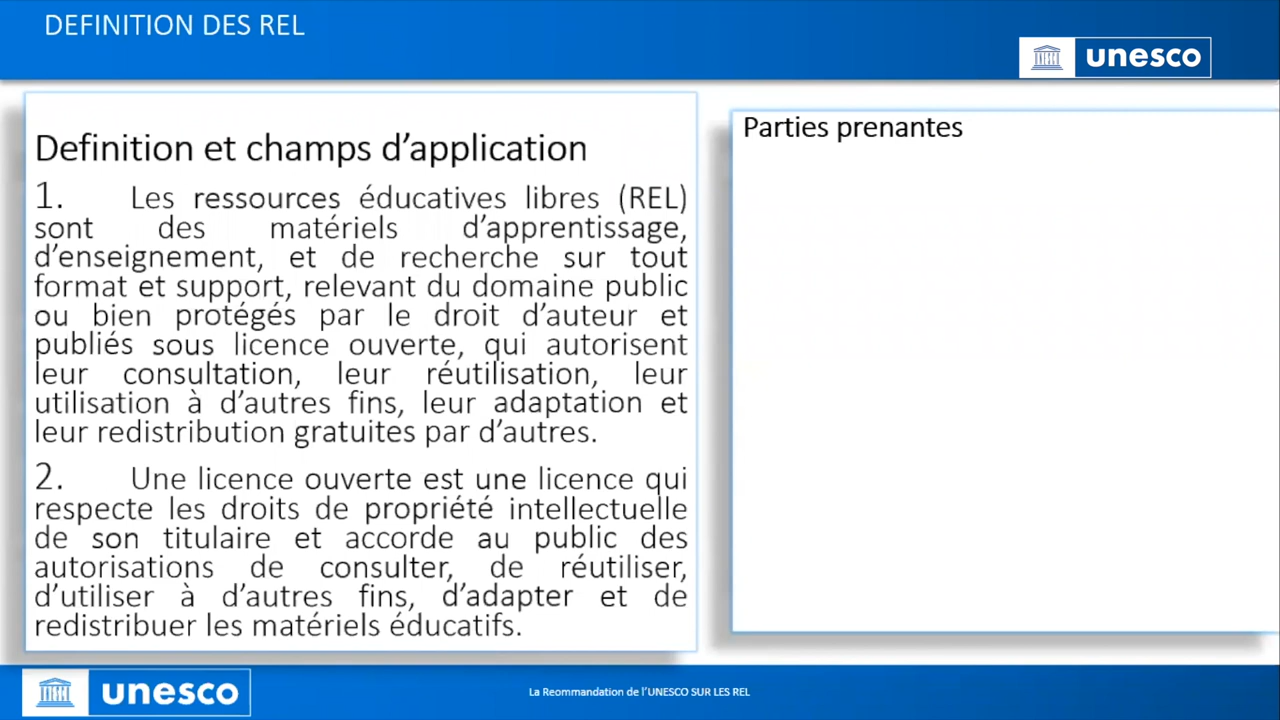 DEFINITION DES REL
unesco
Definition et champs d’application
1. Les ressources éducatives libres (REL)
sont des matériels d’apprentissage,
d’enseignement, et de recherche sur tout
format et support, relevant du domaine public
ou bien protégés par le droit d’auteur et
publiés sous licence ouverte, qui autorisent
leur consultation, leur réutilisation, leur
utilisation à d’autres fins, leur adaptation et
leur redistribution gratuites par d’autres.
2. Une licence ouverte est une licence qui
respecte les droits de propriété intellectuelle
de son titulaire et accorde au public des
autorisations de consulter, de réutiliser,
d’utiliser à d’autres fins, d’adapter et de
redistribuer les matériels éducatifs.
Parties prenantes
unesco
La Reommandation de l’UNESCO SUR LES REL